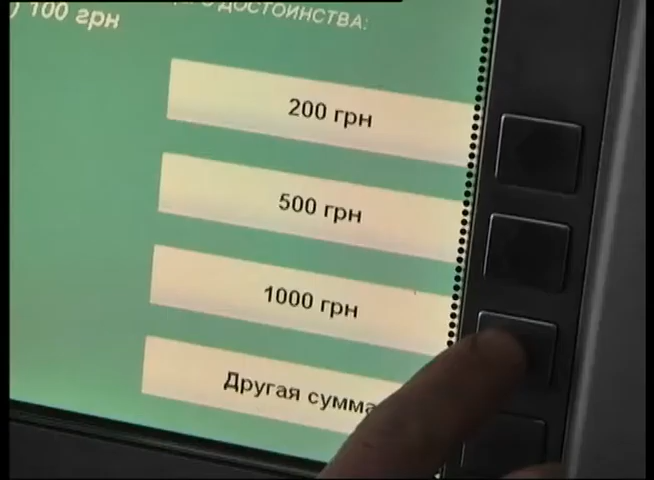 ДОСТОИНСТВА:
) 100 грн
200 грн
500 грн
1000 грн
Другая сумма